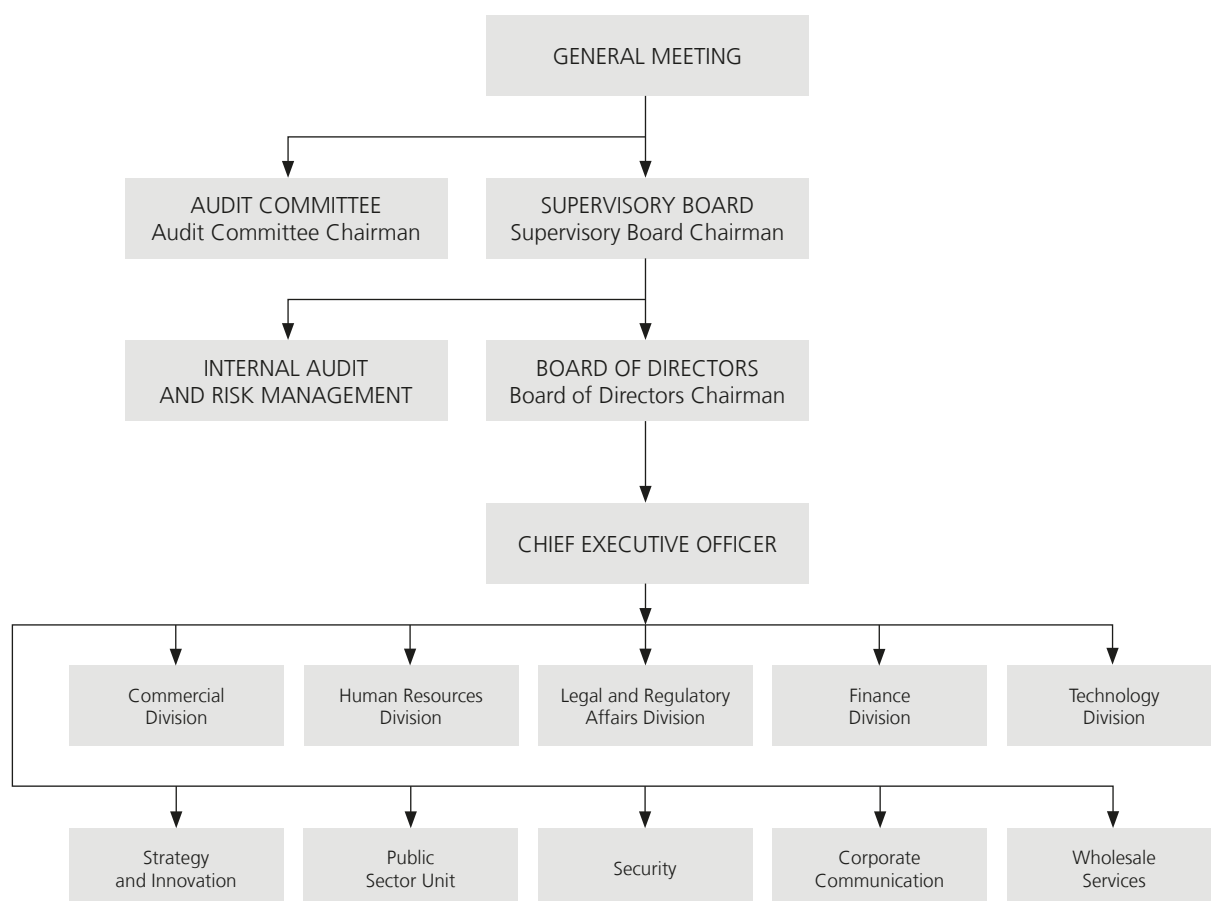 GENERAL MEETING
AUDIT COMMITTEE
Audit Committee Chairman
SUPERVISORY BOARD
Supervisory Board Chairman
INTERNAL AUDIT
AND RISK MANAGEMENT
BOARD OF DIRECTORS
Board of Directors Chairman
CHIEF EXECUTIVE OFFICER
Commercial
Division
Human Resources
Division
Legal and Regulatory
Affairs Division
Finance
Division
Technology
Division
Strategy
and Innovation
Public
Sector Unit
Security
Corporate
Communication
Wholesale
Services